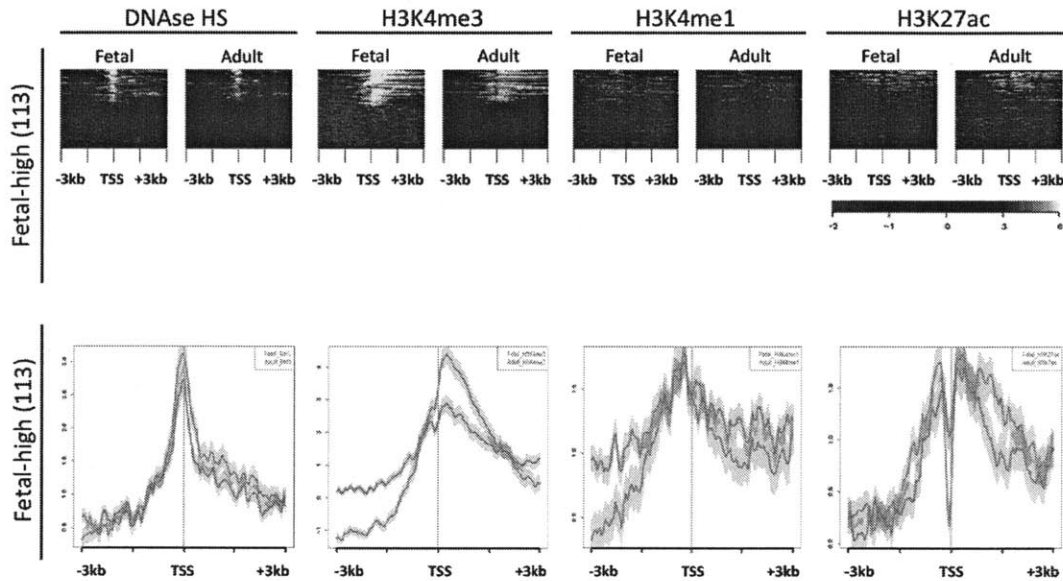 DNAse HS H3K4me3 H3K4me1 H3K27ac
Fetal Adult Fetal Adult Fetal Adult Fetal Adult
Fetal-high (113)
-3kb TSS +3kb -3kb TSS +3kb -3kb TSS +3kb -3kb TSS +3kb -3kb TSS +3kb -3kb TSS +3kb -3kb TSS +3kb -3kb TSS +3kb
-1 0 3 6
Fetal-high (113)
-3kb TSS +3kb -3kb TSS +3kb -3kb TSS +3kb -3kb TSS +3kb